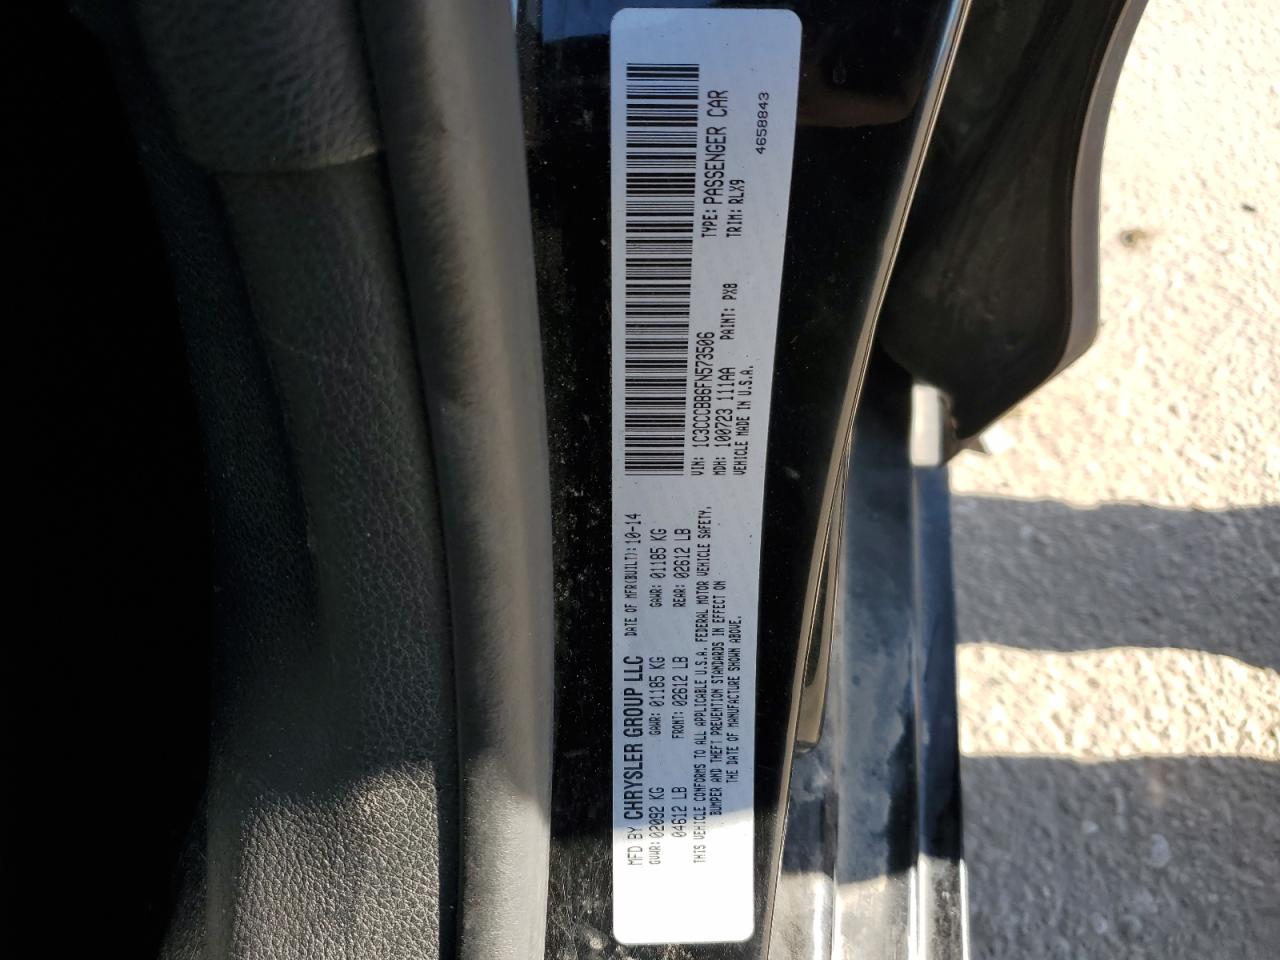 MFD BY CHRYSLER GROUP LLC DATE OF MFR(BUILT): 10-14
GVWR: 02092 KG GAWR: 01185 KG GAWR: 01185 KG
04612 LB FRONT: 02612 LB REAR: 02612 LB
THIS VEHICLE CONFORMS TO ALL APPLICABLE U.S.A. FEDERAL MOTOR VEHICLE SAFETY,
BUMPER AND THEFT PREVENTION STANDARDS IN EFFECT ON
THE DATE OF MANUFACTURE SHOWN ABOVE.
VIN: 1C3CCCBB6FN573506 TYPE: PASSENGER CAR
MDH: 100723 111AA PAINT: PX8 TRIM: RLX9
VEHICLE MADE IN U.S.A.
4658843